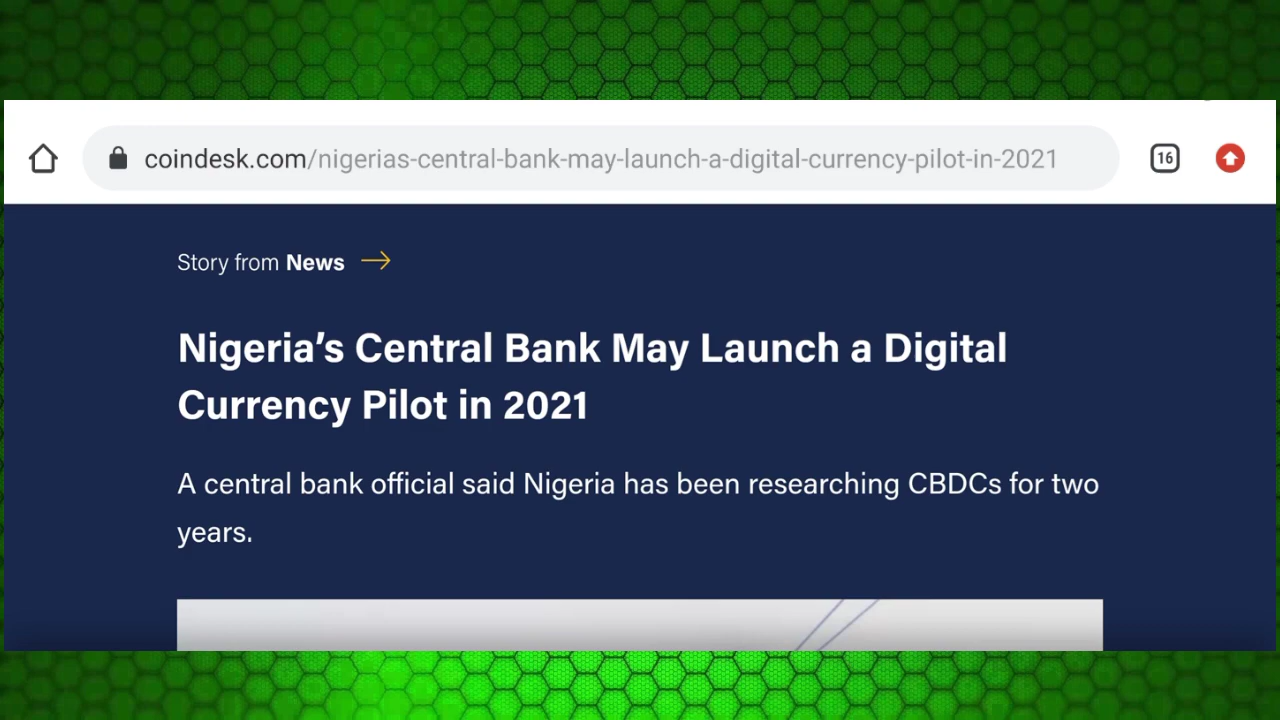 coindesk.com/nigerias-central-bank-may-launch-a-digital-currency-pilot-in-2021
16
Story from News
Nigeria’s Central Bank May Launch a Digital
Currency Pilot in 2021
A central bank official said Nigeria has been researching CBDCs for two
years.